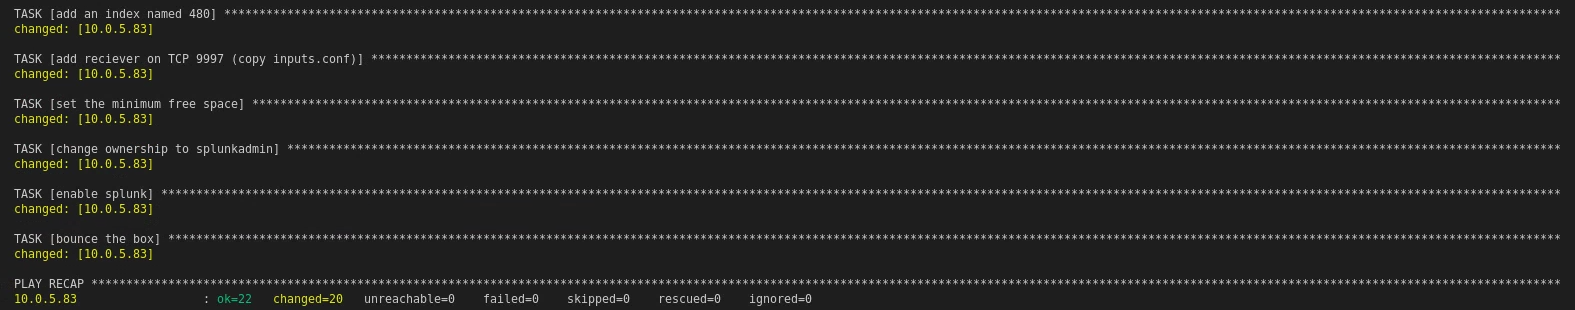 TASK [add an index named 480] ***********************************************************************************************************************************************************************************************
changed: [10.0.5.83]
TASK [add reciever on TCP 9997 (copy inputs.conf)] **************************************************************************************************************************************************************************
changed: [10.0.5.83]
TASK [set the minimum free space] *******************************************************************************************************************************************************************************************
changed: [10.0.5.83]
TASK [change ownership to splunkadmin] **************************************************************************************************************************************************************************************
changed: [10.0.5.83]
TASK [enable splunk] ********************************************************************************************************************************************************************************************************
changed: [10.0.5.83]
TASK [bounce the box] *******************************************************************************************************************************************************************************************************
changed: [10.0.5.83]
PLAY RECAP ******************************************************************************************************************************************************************************************************************
10.0.5.83                  : ok=22   changed=20   unreachable=0    failed=0    skipped=0    rescued=0    ignored=0